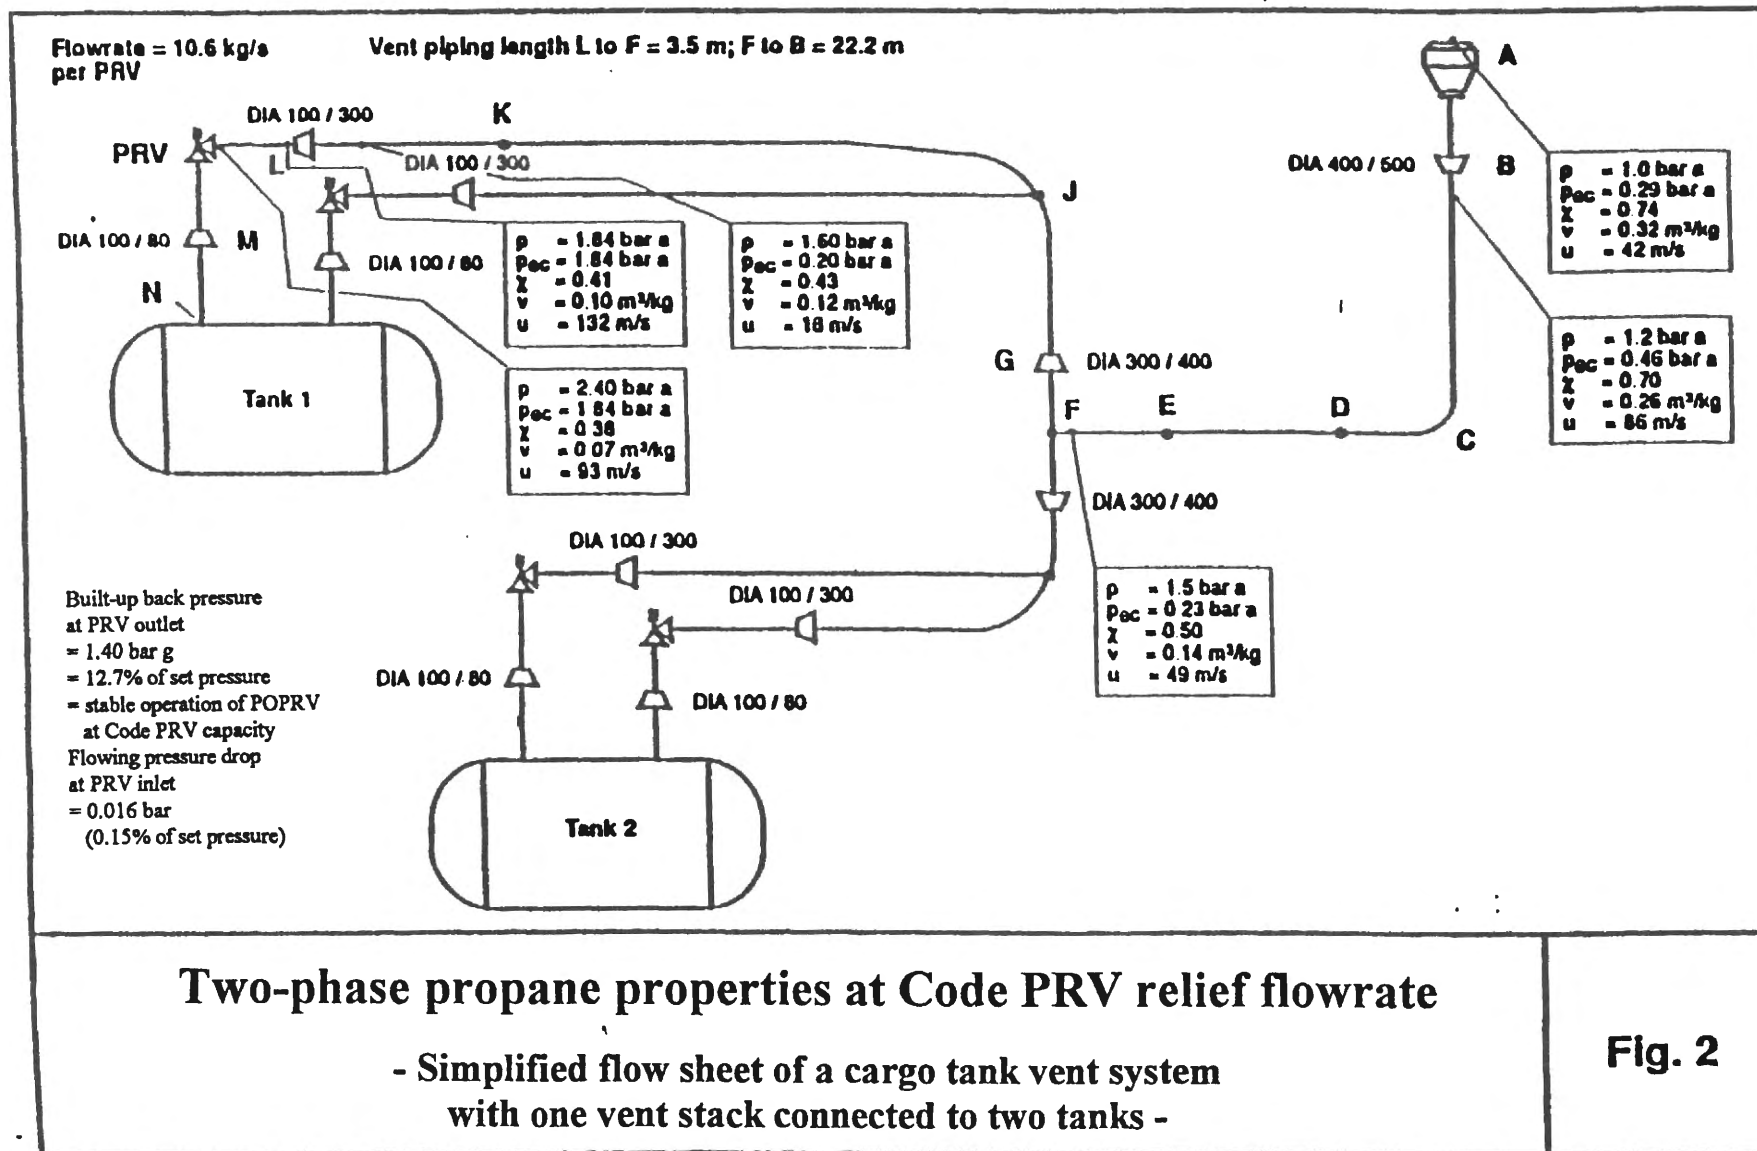 Flowrate = 10.6 kg/s
per PRV
Vent piping length L to F = 3.5 m; F to B = 22.2 m
DIA 100 / 300
K
A
PRV
L
DIA 100 / 300
DIA 400 / 500
B
J
DIA 100 / 80
M
DIA 100 / 80
N
Tank 1
p = 1.84 bar a
pec = 1.84 bar a
χ = 0.41
v = 0.10 m³/kg
u = 132 m/s
p = 1.60 bar a
pec = 0.20 bar a
χ = 0.43
v = 0.12 m³/kg
u = 18 m/s
p = 1.0 bar a
pec = 0.29 bar a
χ = 0.74
v = 0.32 m³/kg
u = 42 m/s
p = 2.40 bar a
pec = 1 84 bar a
χ = 0 38
v = 0 07 m³/kg
u = 93 m/s
G
DIA 300 / 400
F
E
D
C
p = 1.2 bar a
pec = 0.46 bar a
χ = 0.70
v = 0.26 m³/kg
u = 86 m/s
DIA 300 / 400
DIA 100 / 300
DIA 100 / 300
p = 1.5 bar a
pec = 0 23 bar a
χ = 0.50
v = 0.14 m³/kg
u = 49 m/s
Built-up back pressure
at PRV outlet
= 1.40 bar g
= 12.7% of set pressure
= stable operation of POPRV
at Code PRV capacity
Flowing pressure drop
at PRV inlet
= 0.016 bar
(0.15% of set pressure)
DIA 100 / 80
DIA 100 / 80
Tank 2
Two-phase propane properties at Code PRV relief flowrate
- Simplified flow sheet of a cargo tank vent system
with one vent stack connected to two tanks -
Fig. 2